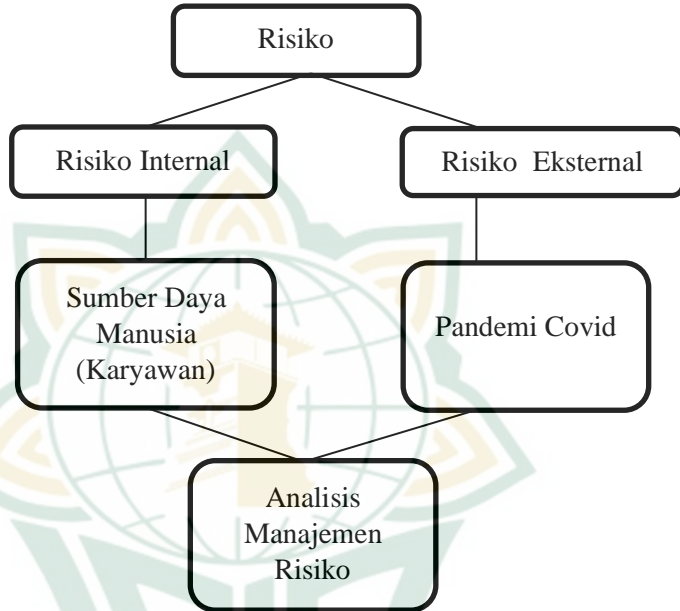 Risiko
Risiko Internal
Risiko Eksternal
Sumber Daya
Manusia
(Karyawan)
Pandemi Covid
Analisis
Manajemen
Risiko